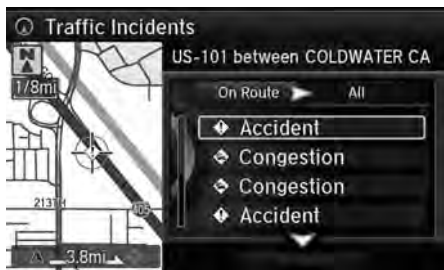 Traffic Incidents
US-101 between COLDWATER CA
N
1/8mi
On Route All
Accident
Congestion
Congestion
Accident
213TH
405
3.8mi